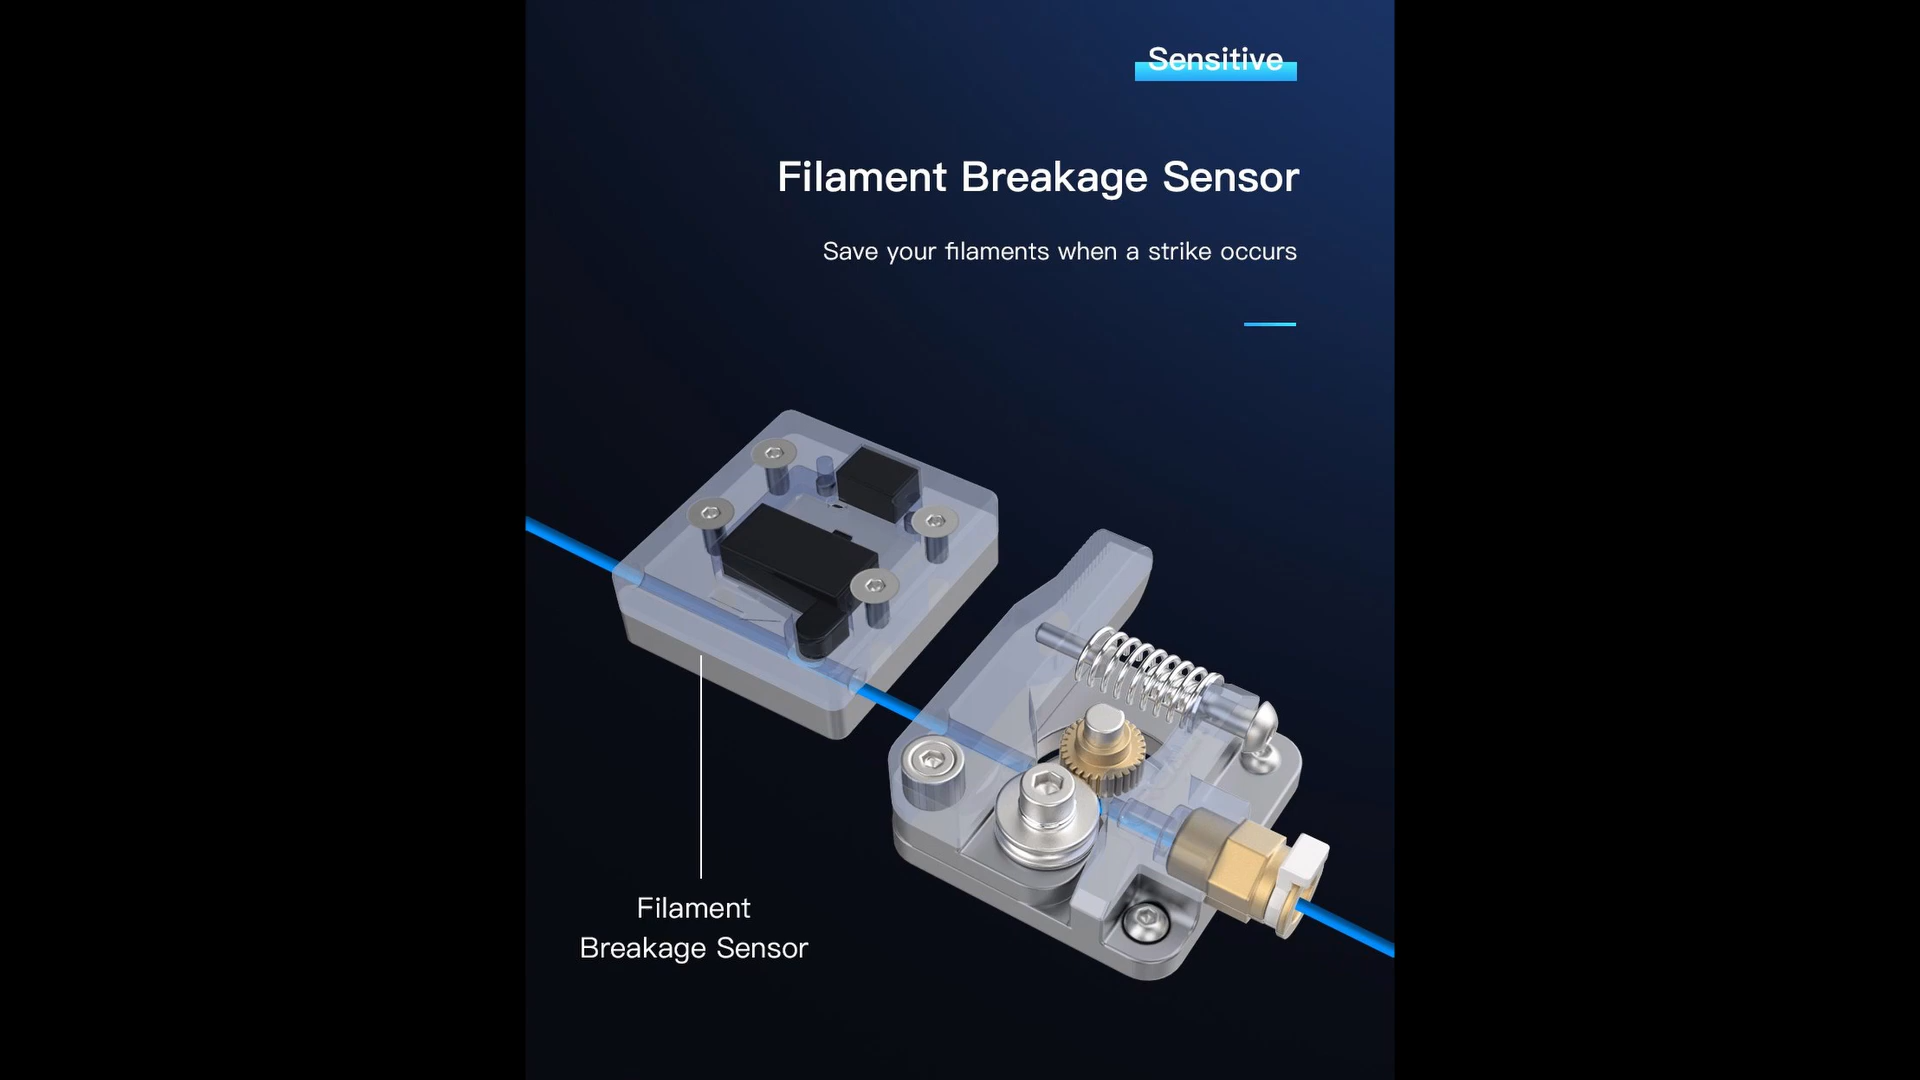 Sensitive
Filament Breakage Sensor
Save your filaments when a strike occurs
Filament
Breakage Sensor